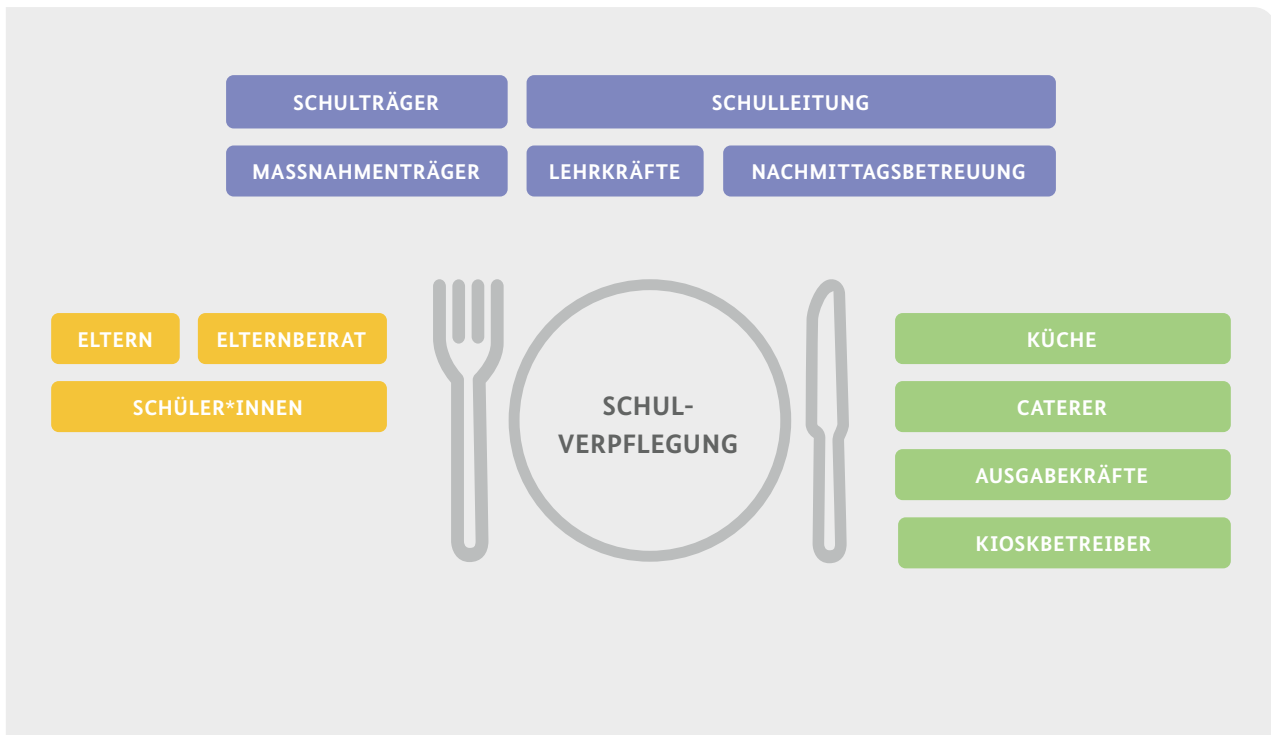 SCHULTRÄGER
SCHULLEITUNG
MASSNAHMENTRÄGER
LEHRKRÄFTE
NACHMITTAGSBETREUUNG
ELTERN
ELTERNBEIRAT
SCHÜLER*INNEN
SCHUL-
VERPFLEGUNG
KÜCHE
CATERER
AUSGABEKRÄFTE
KIOSKBETREIBER